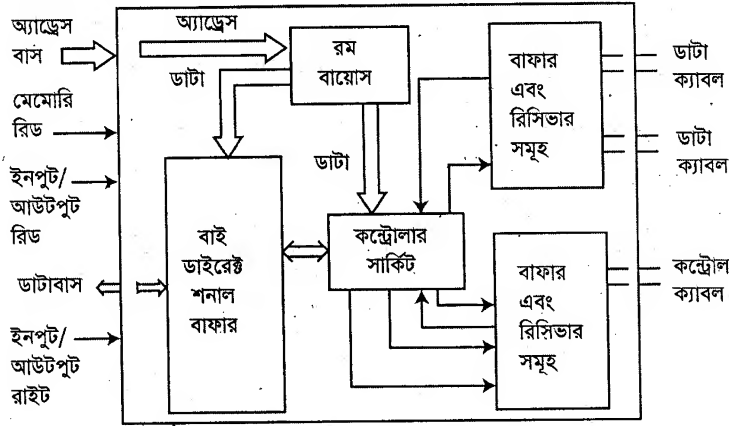 অ্যাড্রেস
বাস
মেমোরি
রিড
ইনপুট/
আউটপুট
রিড
ডাটাবাস
ইনপুট/
আউটপুট
রাইট
অ্যাড্রেস
ডাটা
রম
বায়োস
ডাটা
বাই
ডাইরেক্ট
শনাল
বাফার
কন্ট্রোলার
সার্কিট
বাফার
এবং
রিসিভার
সমূহ
বাফার
এবং
রিসিভার
সমূহ
ডাটা
ক্যাবল
ডাটা
ক্যাবল
কন্ট্রোল
ক্যাবল